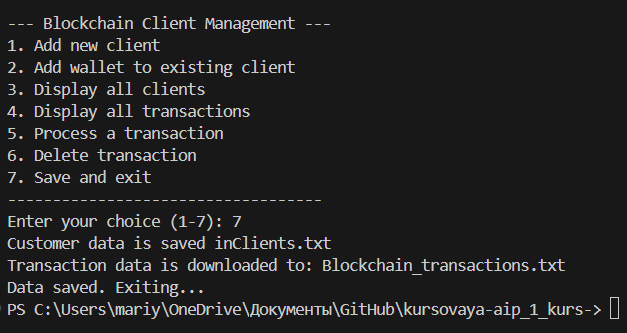 --- Blockchain Client Management ---
1. Add new client
2. Add wallet to existing client
3. Display all clients
4. Display all transactions
5. Process a transaction
6. Delete transaction
7. Save and exit
-----------------------------------
Enter your choice (1-7): 7
Customer data is saved inClients.txt
Transaction data is downloaded to: Blockchain_transactions.txt
Data saved. Exiting...
PS C:\Users\mariy\OneDrive\Документы\GitHub\kursovaya-aip_1_kurs->